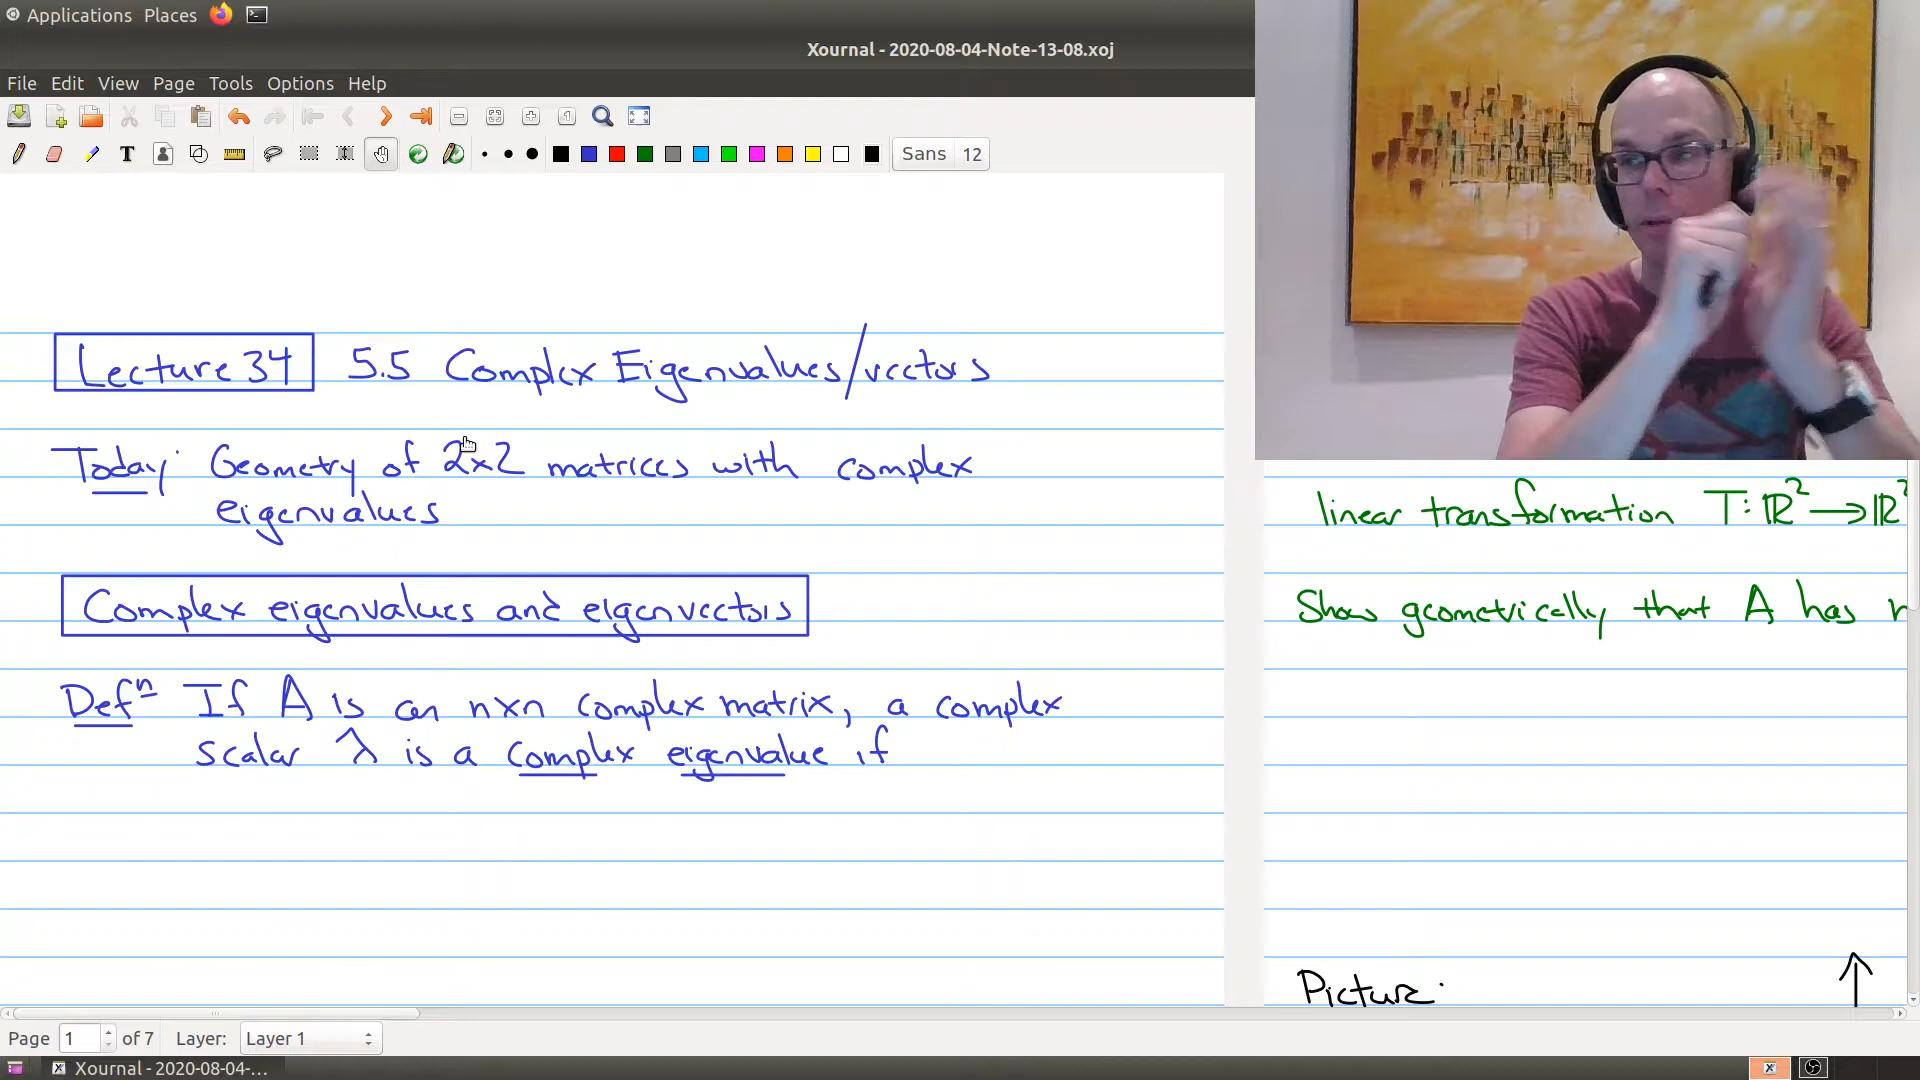 Applications Places
Xournal - 2020-08-04-Note-13-08.xoj
File Edit View Page Tools Options Help
Sans 12
Lecture 34 5.5 Complex Eigenvalues/vectors
Today: Geometry of 2x2 matrices with complex
eigenvalues
Complex eigenvalues and eigenvectors
Defⁿ If A is an n×n complex matrix, a complex
scalar λ is a complex eigenvalue if
linear transformation T: ℝ² → ℝ²
Show geometrically that A has
Picture:
Page 1 of 7 Layer: Layer 1
Xournal - 2020-08-04-...